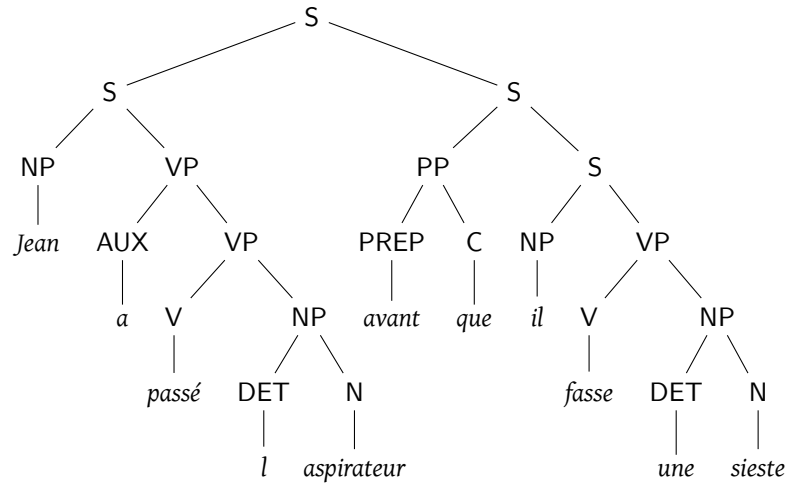 S
S S
NP VP PP S
Jean AUX VP PREP C NP VP
a V NP avant que il V NP
passé DET N fasse DET N
l aspirateur une sieste